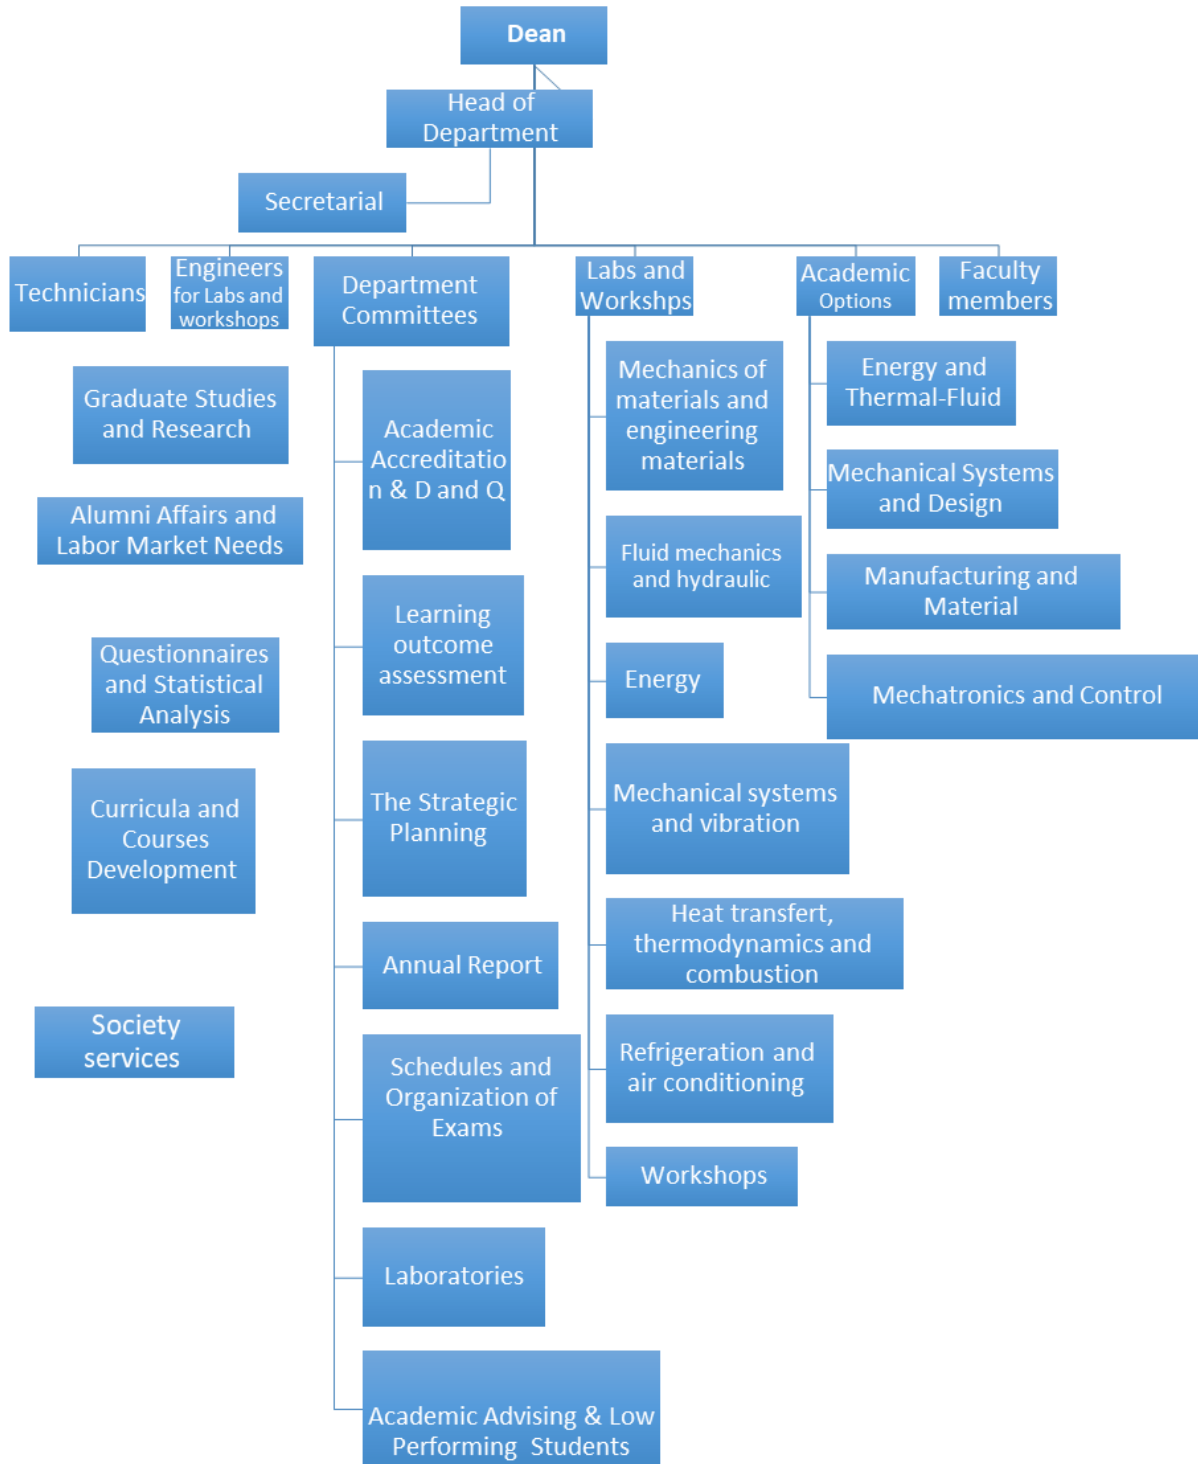 Dean
Head of
Department
Secretarial
Technicians
Engineers
for Labs and
workshops
Department
Committees
Labs and
Workshps
Academic
Options
Faculty
members
Graduate Studies
and Research
Alumni Affairs and
Labor Market Needs
Questionnaires
and Statistical
Analysis
Curricula and
Courses
Development
Society
services
Academic
Accreditatio
n & D and Q
Learning
outcome
assessment
The Strategic
Planning
Annual Report
Schedules and
Organization of
Exams
Laboratories
Academic Advising & Low
Performing Students
Mechanics of
materials and
engineering
materials
Fluid mechanics
and hydraulic
Energy
Mechanical systems
and vibration
Heat transfert,
thermodynamics and
combustion
Refrigeration and
air conditioning
Workshops
Energy and
Thermal-Fluid
Mechanical Systems
and Design
Manufacturing and
Material
Mechatronics and Control